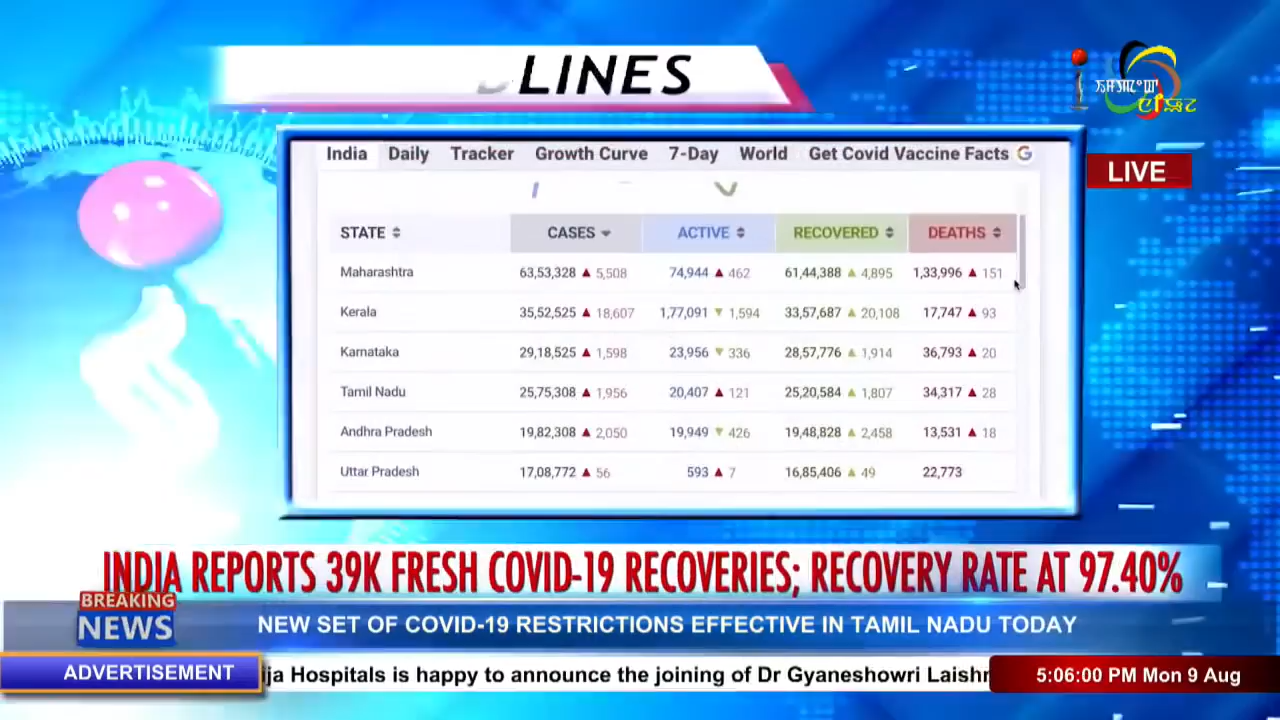 LINES
LIVE
India Daily Tracker Growth Curve 7-Day World Get Covid Vaccine Facts G
STATE CASES ACTIVE RECOVERED DEATHS
Maharashtra 63,53,328 ▲ 5,508 74,944 ▲ 462 61,44,388 ▲ 4,895 1,33,996 ▲ 151
Kerala 35,52,525 ▲ 18,607 1,77,091 ▼ 1,594 33,57,687 ▲ 20,108 17,747 ▲ 93
Karnataka 29,18,525 ▲ 1,598 23,956 ▼ 336 28,57,776 ▲ 1,914 36,793 ▲ 20
Tamil Nadu 25,75,308 ▲ 1,956 20,407 ▲ 121 25,20,584 ▲ 1,807 34,317 ▲ 28
Andhra Pradesh 19,82,308 ▲ 2,050 19,949 ▼ 426 19,48,828 ▲ 2,458 13,531 ▲ 18
Uttar Pradesh 17,08,772 ▲ 56 593 ▲ 7 16,85,406 ▲ 49 22,773
INDIA REPORTS 39K FRESH COVID-19 RECOVERIES; RECOVERY RATE AT 97.40%
BREAKING
NEWS
NEW SET OF COVID-19 RESTRICTIONS EFFECTIVE IN TAMIL NADU TODAY
ADVERTISEMENT
ija Hospitals is happy to announce the joining of Dr Gyaneshowri Laishr
5:06:00 PM Mon 9 Aug